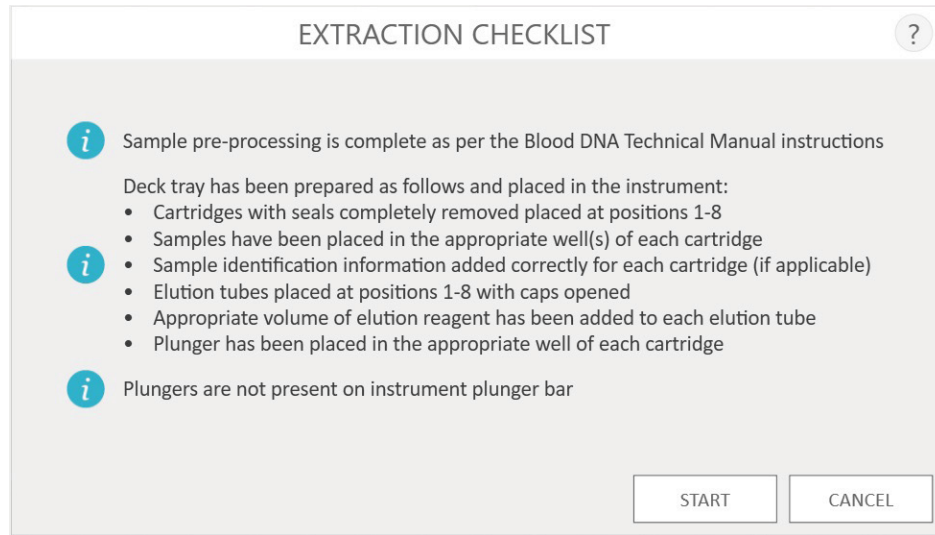 EXTRACTION CHECKLIST
?
i
Sample pre-processing is complete as per the Blood DNA Technical Manual instructions
i
Deck tray has been prepared as follows and placed in the instrument:
• Cartridges with seals completely removed placed at positions 1-8
• Samples have been placed in the appropriate well(s) of each cartridge
• Sample identification information added correctly for each cartridge (if applicable)
• Elution tubes placed at positions 1-8 with caps opened
• Appropriate volume of elution reagent has been added to each elution tube
• Plunger has been placed in the appropriate well of each cartridge
i
Plungers are not present on instrument plunger bar
START
CANCEL